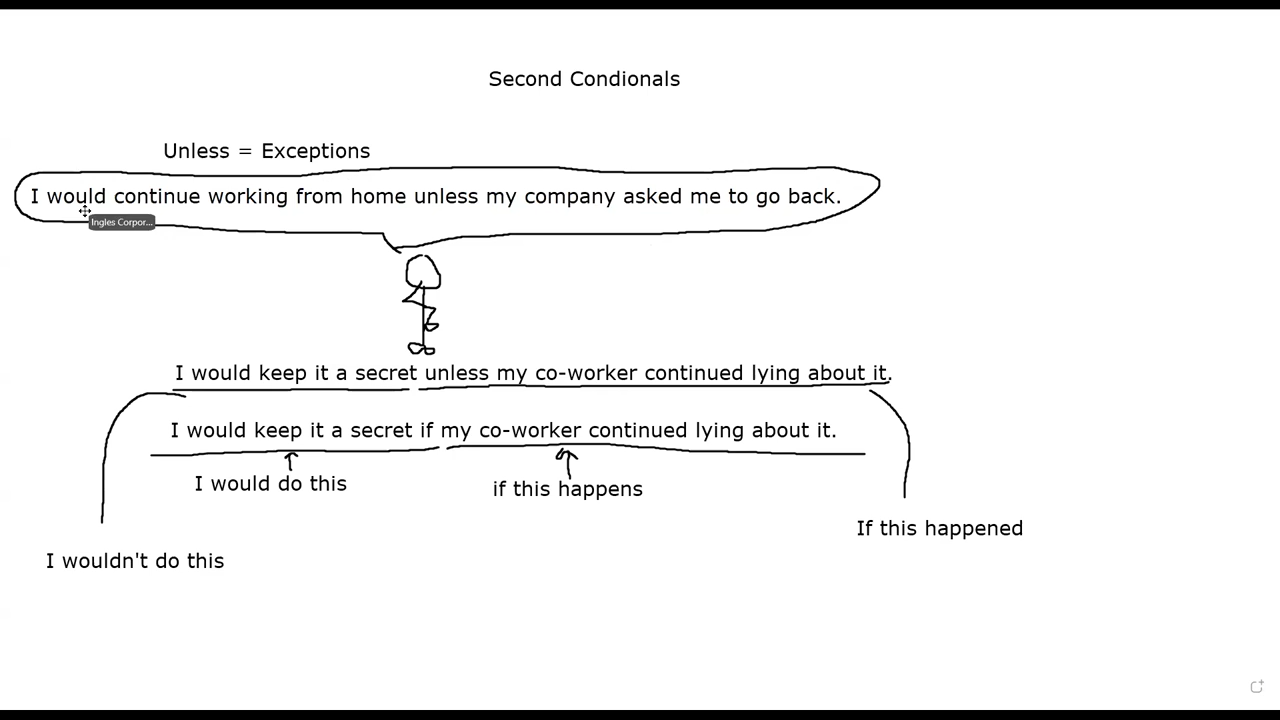 Second Condionals
Unless = Exceptions
I would continue working from home unless my company asked me to go back.
Ingles Corpor...
I would keep it a secret unless my co-worker continued lying about it.
I would keep it a secret if my co-worker continued lying about it.
I would do this
if this happens
If this happened
I wouldn't do this